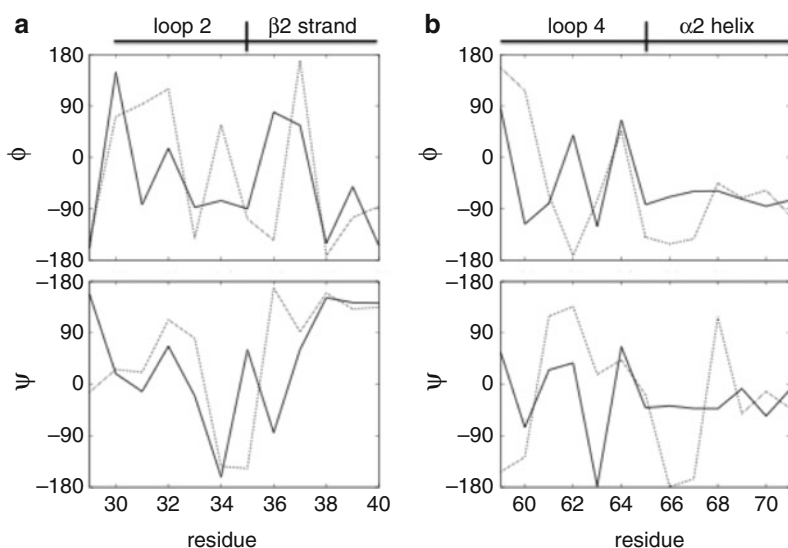 a
loop 2
β2 strand
b
loop 4
α2 helix
180
90
0
−90
−180
ϕ
180
90
0
−90
−180
ϕ
−180
90
0
−90
−180
ψ
30 32 34 36 38 40
residue
−180
90
0
−90
−180
ψ
60 62 64 66 68 70
residue